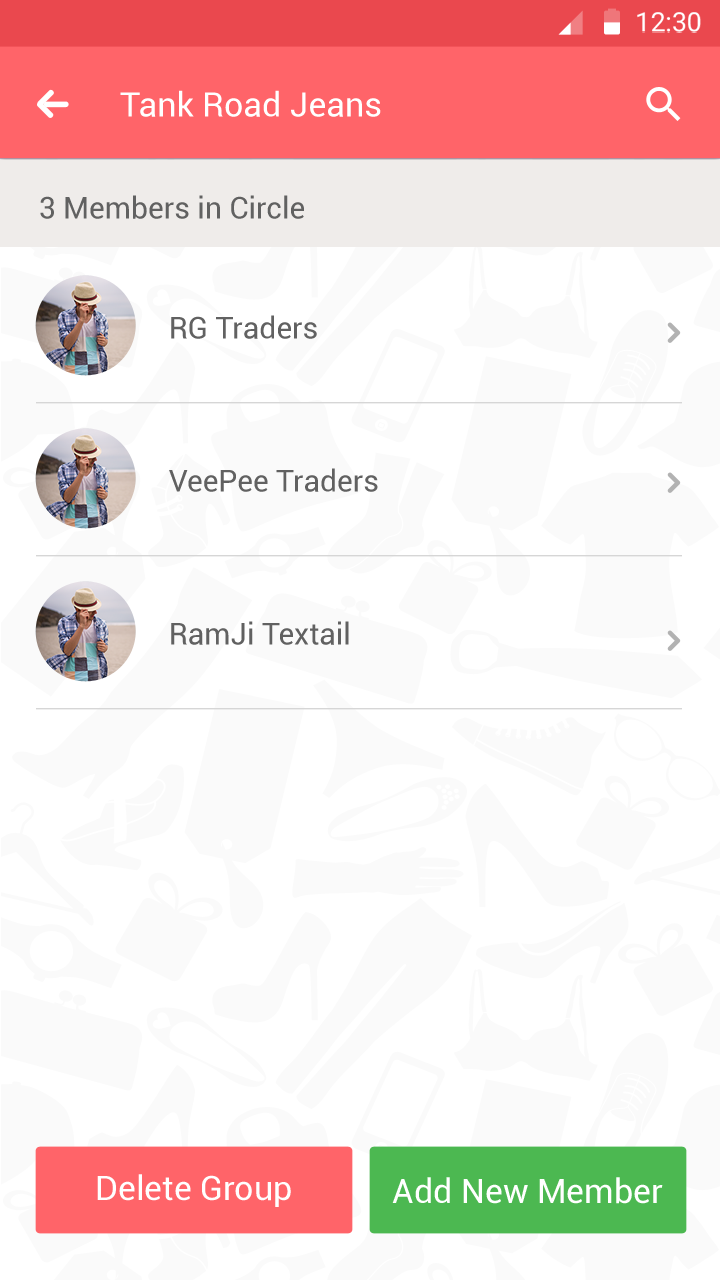 12:30
Tank Road Jeans
3 Members in Circle
RG Traders
VeePee Traders
RamJi Textail
Delete Group
Add New Member